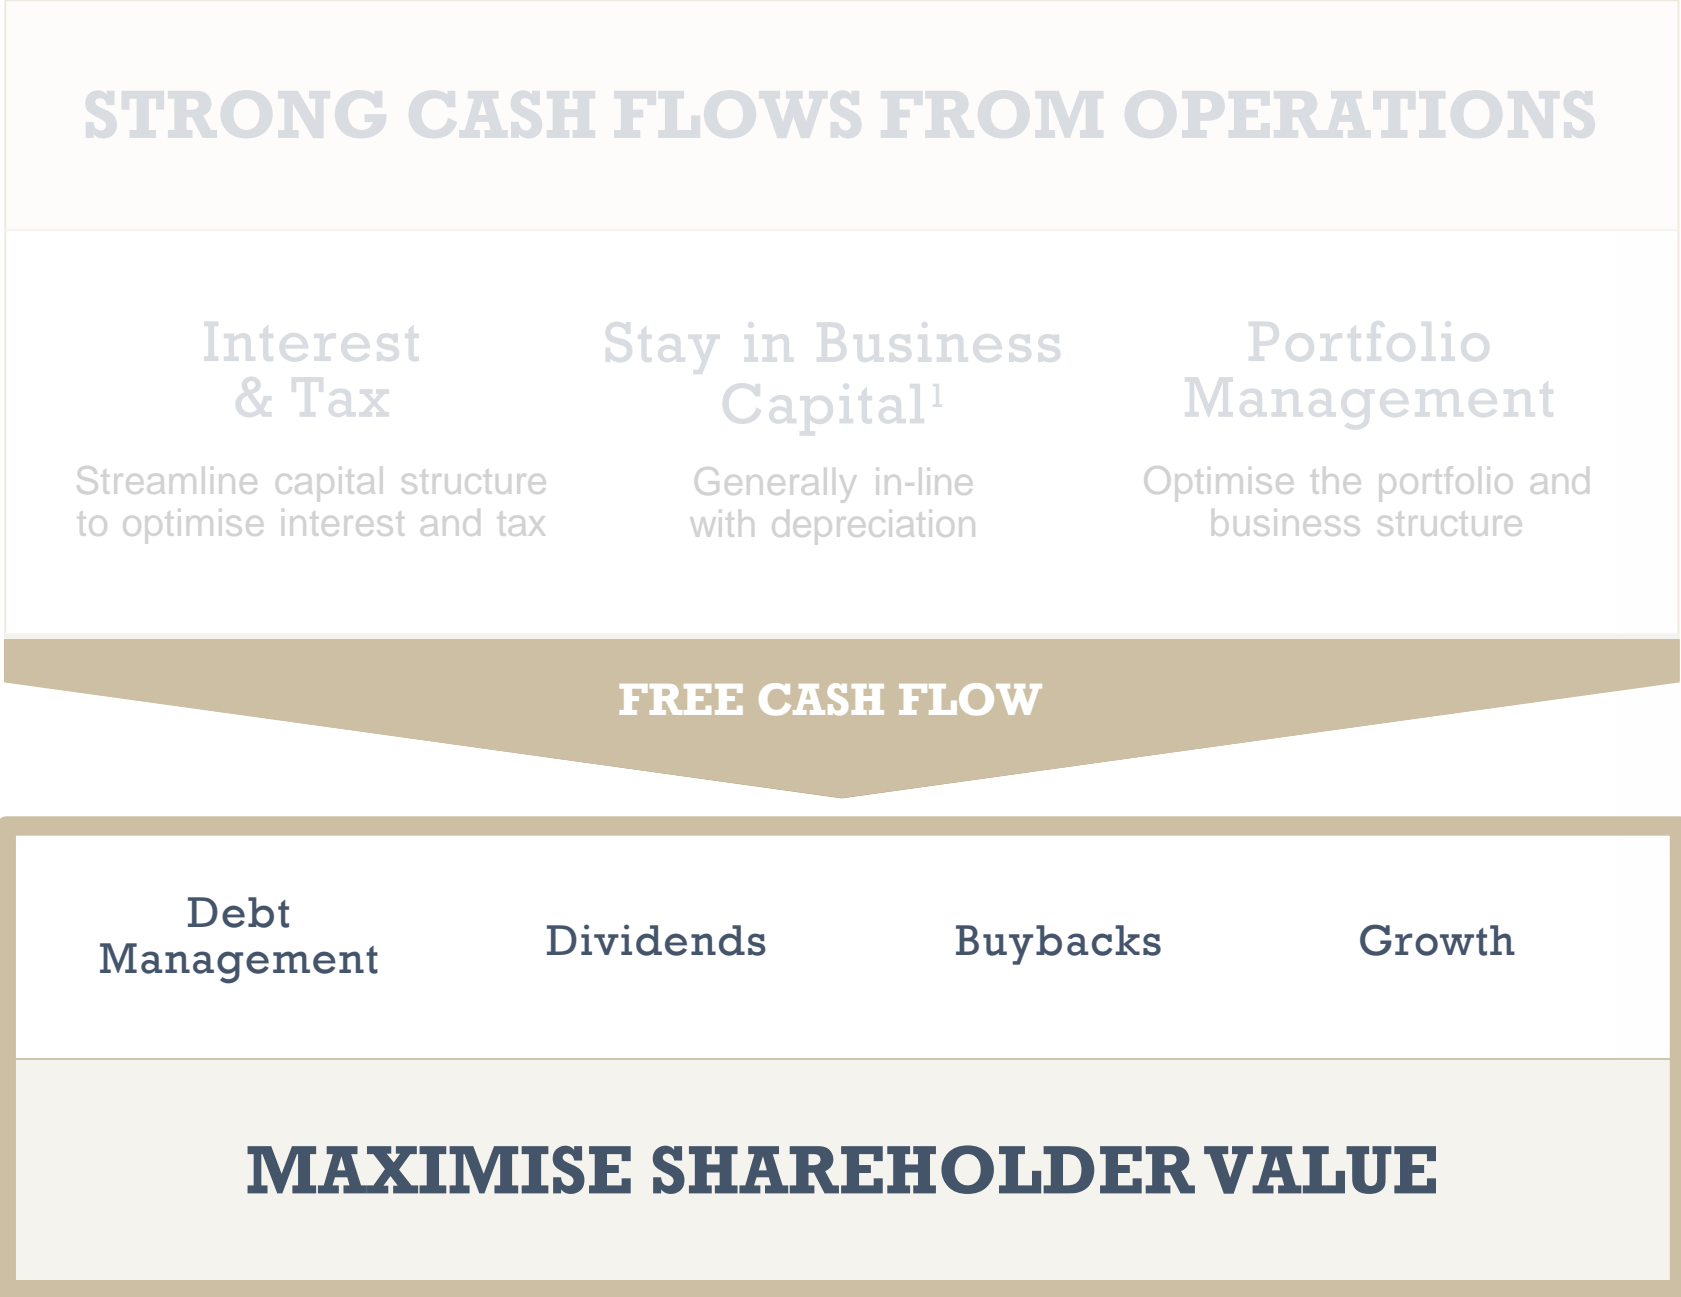 STRONG CASH FLOWS FROM OPERATIONS
Interest
& Tax
Streamline capital structure
to optimise interest and tax
Stay in Business
Capital¹
Generally in-line
with depreciation
Portfolio
Management
Optimise the portfolio and
business structure
FREE CASH FLOW
Debt
Management
Dividends
Buybacks
Growth
MAXIMISE SHAREHOLDER VALUE